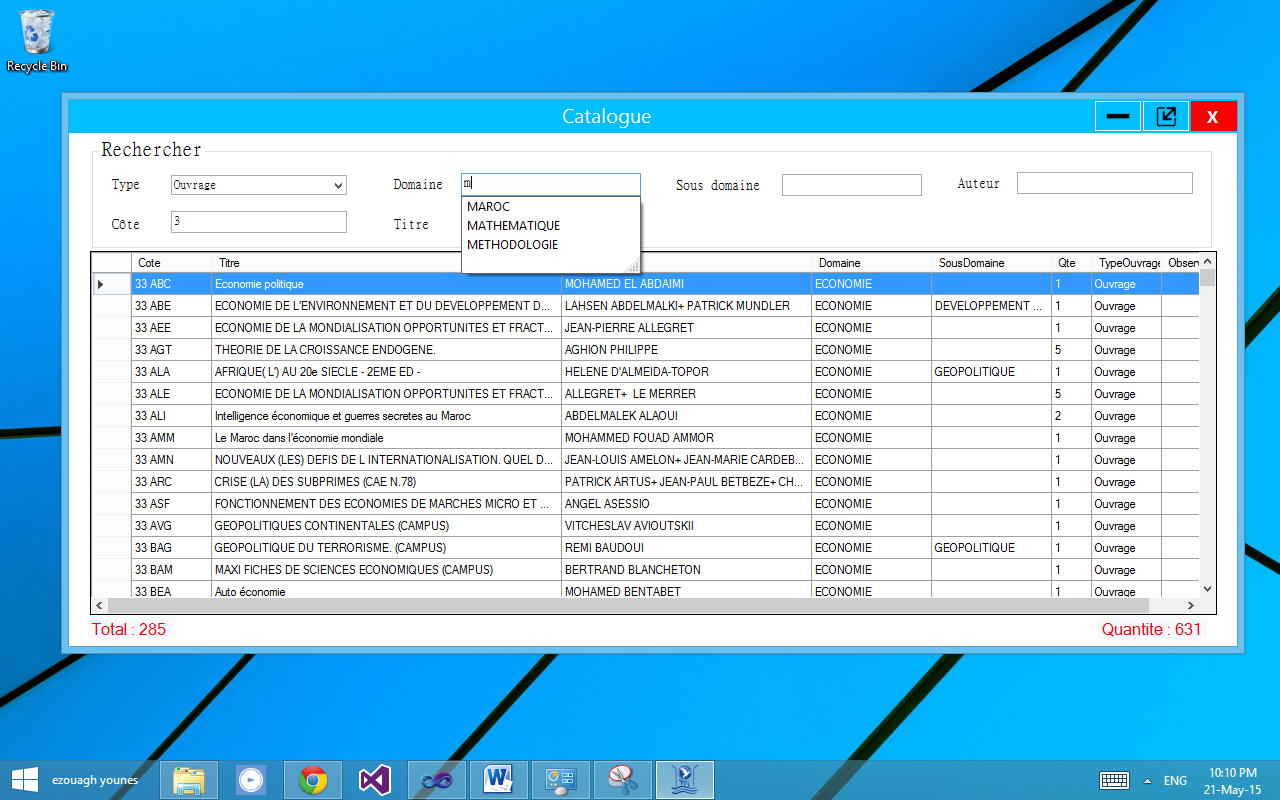 Recycle Bin
Catalogue
X
Rechercher
Type Ouvrage Domaine m Sous domaine Auteur
Côte 3 Titre
MAROC
MATHEMATIQUE
METHODOLOGIE
Cote Titre Domaine SousDomaine Qte TypeOuvrage Observ
33 ABC Economie politique MOHAMED EL ABDAIMI ECONOMIE 1 Ouvrage
33 ABE ECONOMIE DE L'ENVIRONNEMENT ET DU DEVELOPPEMENT D... LAHSEN ABDELMALKI+ PATRICK MUNDLER ECONOMIE DEVELOPPEMENT ... 1 Ouvrage
33 AEE ECONOMIE DE LA MONDIALISATION OPPORTUNITES ET FRACT... JEAN-PIERRE ALLEGRET ECONOMIE 1 Ouvrage
33 AGT THEORIE DE LA CROISSANCE ENDOGENE. AGHION PHILIPPE ECONOMIE 5 Ouvrage
33 ALA AFRIQUE( L') AU 20e SIECLE - 2EME ED - HELENE D'ALMEIDA-TOPOR ECONOMIE GEOPOLITIQUE 1 Ouvrage
33 ALE ECONOMIE DE LA MONDIALISATION OPPORTUNITES ET FRACT... ALLEGRET+ LE MERRER ECONOMIE 5 Ouvrage
33 ALI Intelligence économique et guerres secretes au Maroc ABDELMALEK ALAOUI ECONOMIE 2 Ouvrage
33 AMM Le Maroc dans l'économie mondiale MOHAMMED FOUAD AMMOR ECONOMIE 1 Ouvrage
33 AMN NOUVEAUX (LES) DEFIS DE L INTERNATIONALISATION. QUEL D... JEAN-LOUIS AMELON+ JEAN-MARIE CARDEB... ECONOMIE 1 Ouvrage
33 ARC CRISE (LA) DES SUBPRIMES (CAE N.78) PATRICK ARTUS+ JEAN-PAUL BETBEZE+ CH... ECONOMIE 1 Ouvrage
33 ASF FONCTIONNEMENT DES ECONOMIES DE MARCHES MICRO ET ... ANGEL ASESSIO ECONOMIE 1 Ouvrage
33 AVG GEOPOLITIQUES CONTINENTALES (CAMPUS) VITCHESLAV AVIOUTSKII ECONOMIE 1 Ouvrage
33 BAG GEOPOLITIQUE DU TERRORISME. (CAMPUS) REMI BAUDOUI ECONOMIE GEOPOLITIQUE 1 Ouvrage
33 BAM MAXI FICHES DE SCIENCES ECONOMIQUES (CAMPUS) BERTRAND BLANCHETON ECONOMIE 1 Ouvrage
33 BEA Auto économie MOHAMED BENTABET ECONOMIE 1 Ouvrage
Total : 285 Quantite : 631
ezouagh younes ENG 10:10 PM
21-May-15